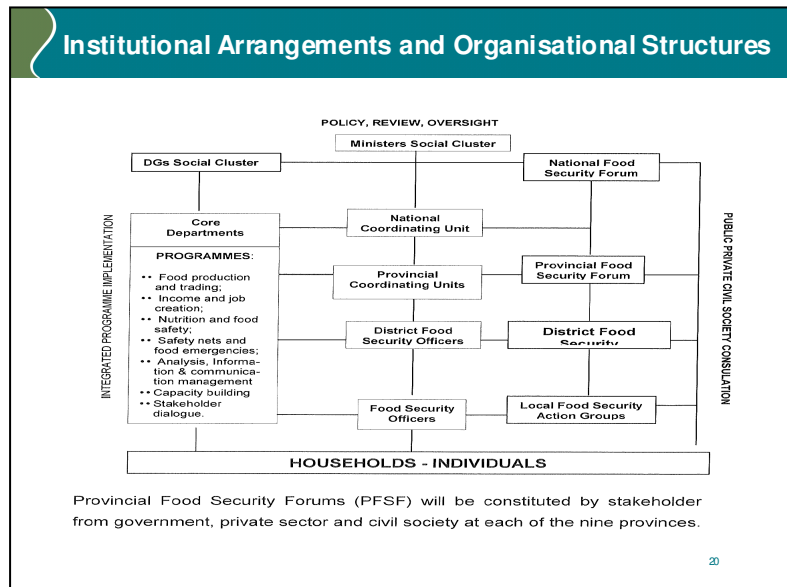 Institutional Arrangements and Organisational Structures
POLICY, REVIEW, OVERSIGHT
Ministers Social Cluster
DGs Social Cluster
National Food
Security Forum
INTEGRATED PROGRAMME IMPLEMENTATION
PUBLIC PRIVATE CIVIL SOCIETY CONSULATION
Core
Departments
PROGRAMMES:
•• Food production
and trading;
•• Income and job
creation;
•• Nutrition and food
safety;
•• Safety nets and
food emergencies;
•• Analysis, Informa-
tion & communica-
tion management
•• Capacity building
•• Stakeholder
dialogue.
National
Coordinating Unit
Provincial
Coordinating Units
Provincial Food
Security Forum
District Food
Security Officers
District Food
Security
Food Security
Officers
Local Food Security
Action Groups
HOUSEHOLDS - INDIVIDUALS
Provincial Food Security Forums (PFSF) will be constituted by stakeholder
from government, private sector and civil society at each of the nine provinces.
20